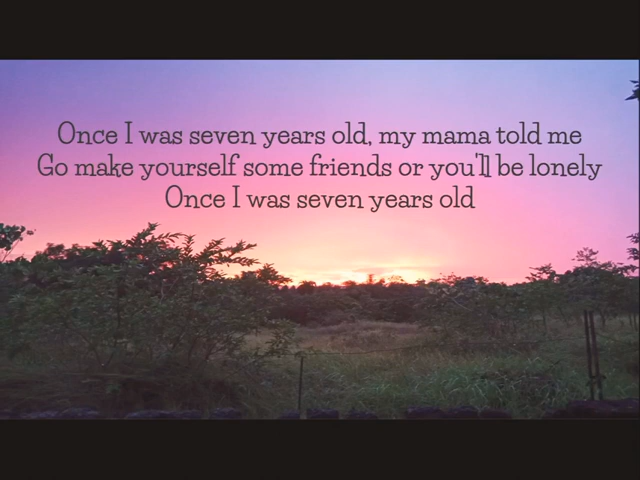 Once I was seven years old, my mama told me
Go make yourself some friends or you'll be lonely
Once I was seven years old